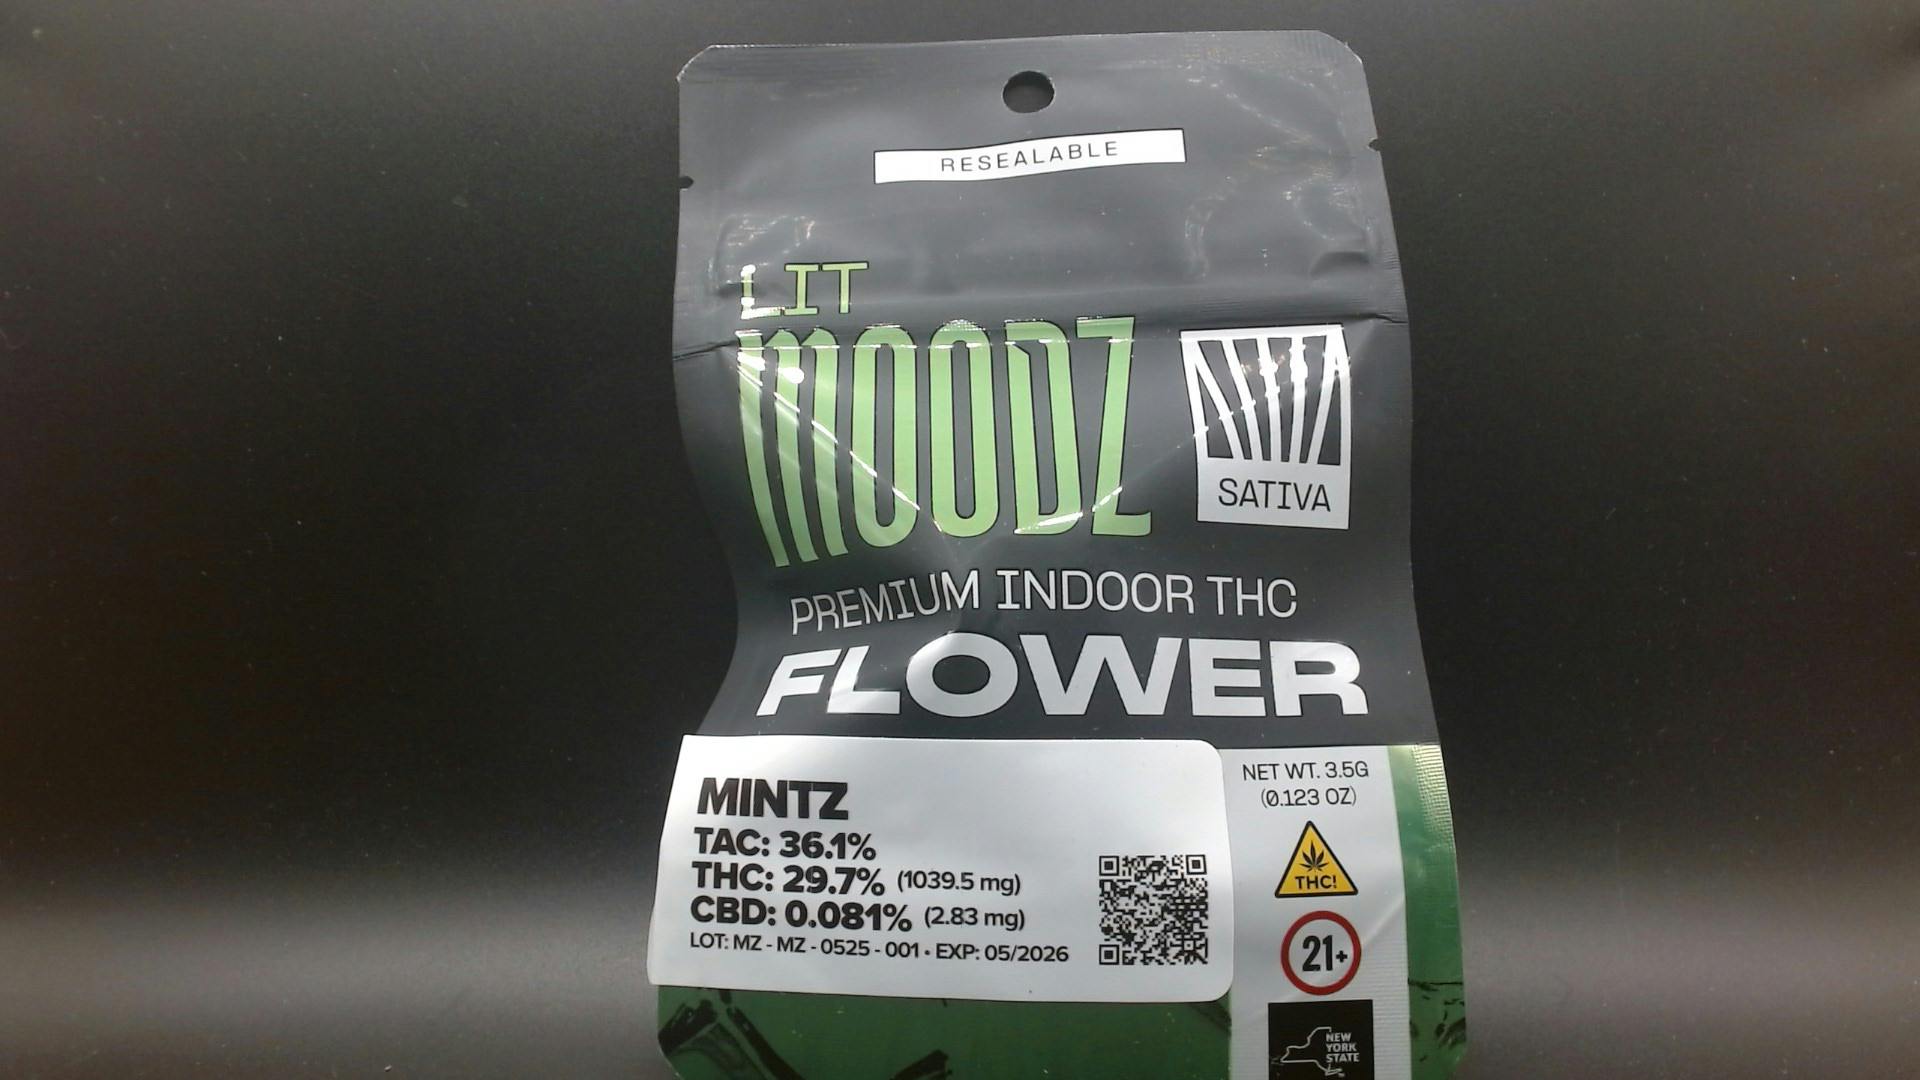 RESEALABLE
LIT
MOODZ
SATIVA
PREMIUM INDOOR THC
FLOWER
MINTZ
TAC: 36.1%
THC: 29.7% (1039.5 mg)
CBD: 0.081% (2.83 mg)
LOT: MZ - MZ - 0525 - 001 • EXP: 05/2026
NET WT. 3.5G
(0.123 OZ)
THC!
21+
NEW
YORK
STATE